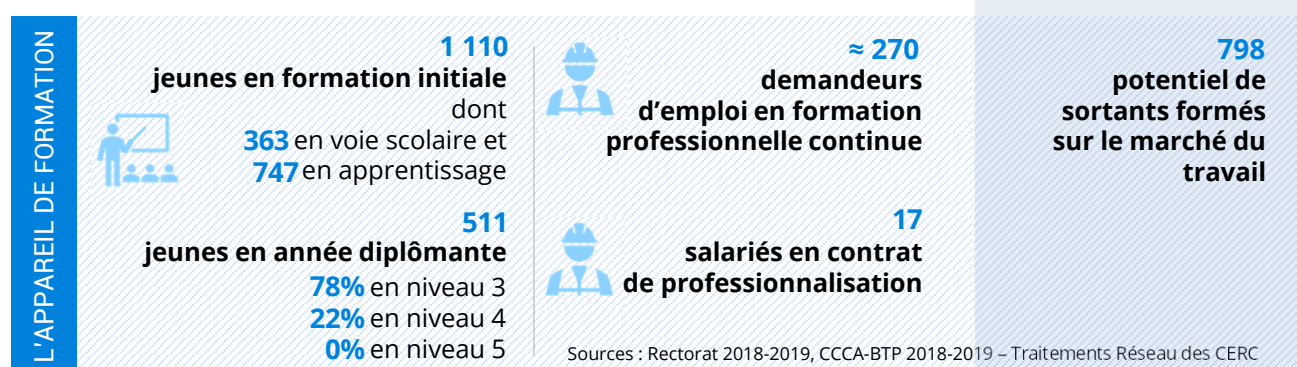 L'APPAREIL DE FORMATION
1 110
jeunes en formation initiale
dont
363 en voie scolaire et
747 en apprentissage
511
jeunes en année diplômante
78% en niveau 3
22% en niveau 4
0% en niveau 5
≈ 270
demandeurs
d'emploi en formation
professionnelle continue
17
salariés en contrat
de professionnalisation
798
potentiel de
sortants formés
sur le marché du
travail
Sources : Rectorat 2018-2019, CCCA-BTP 2018-2019 – Traitements Réseau des CERC